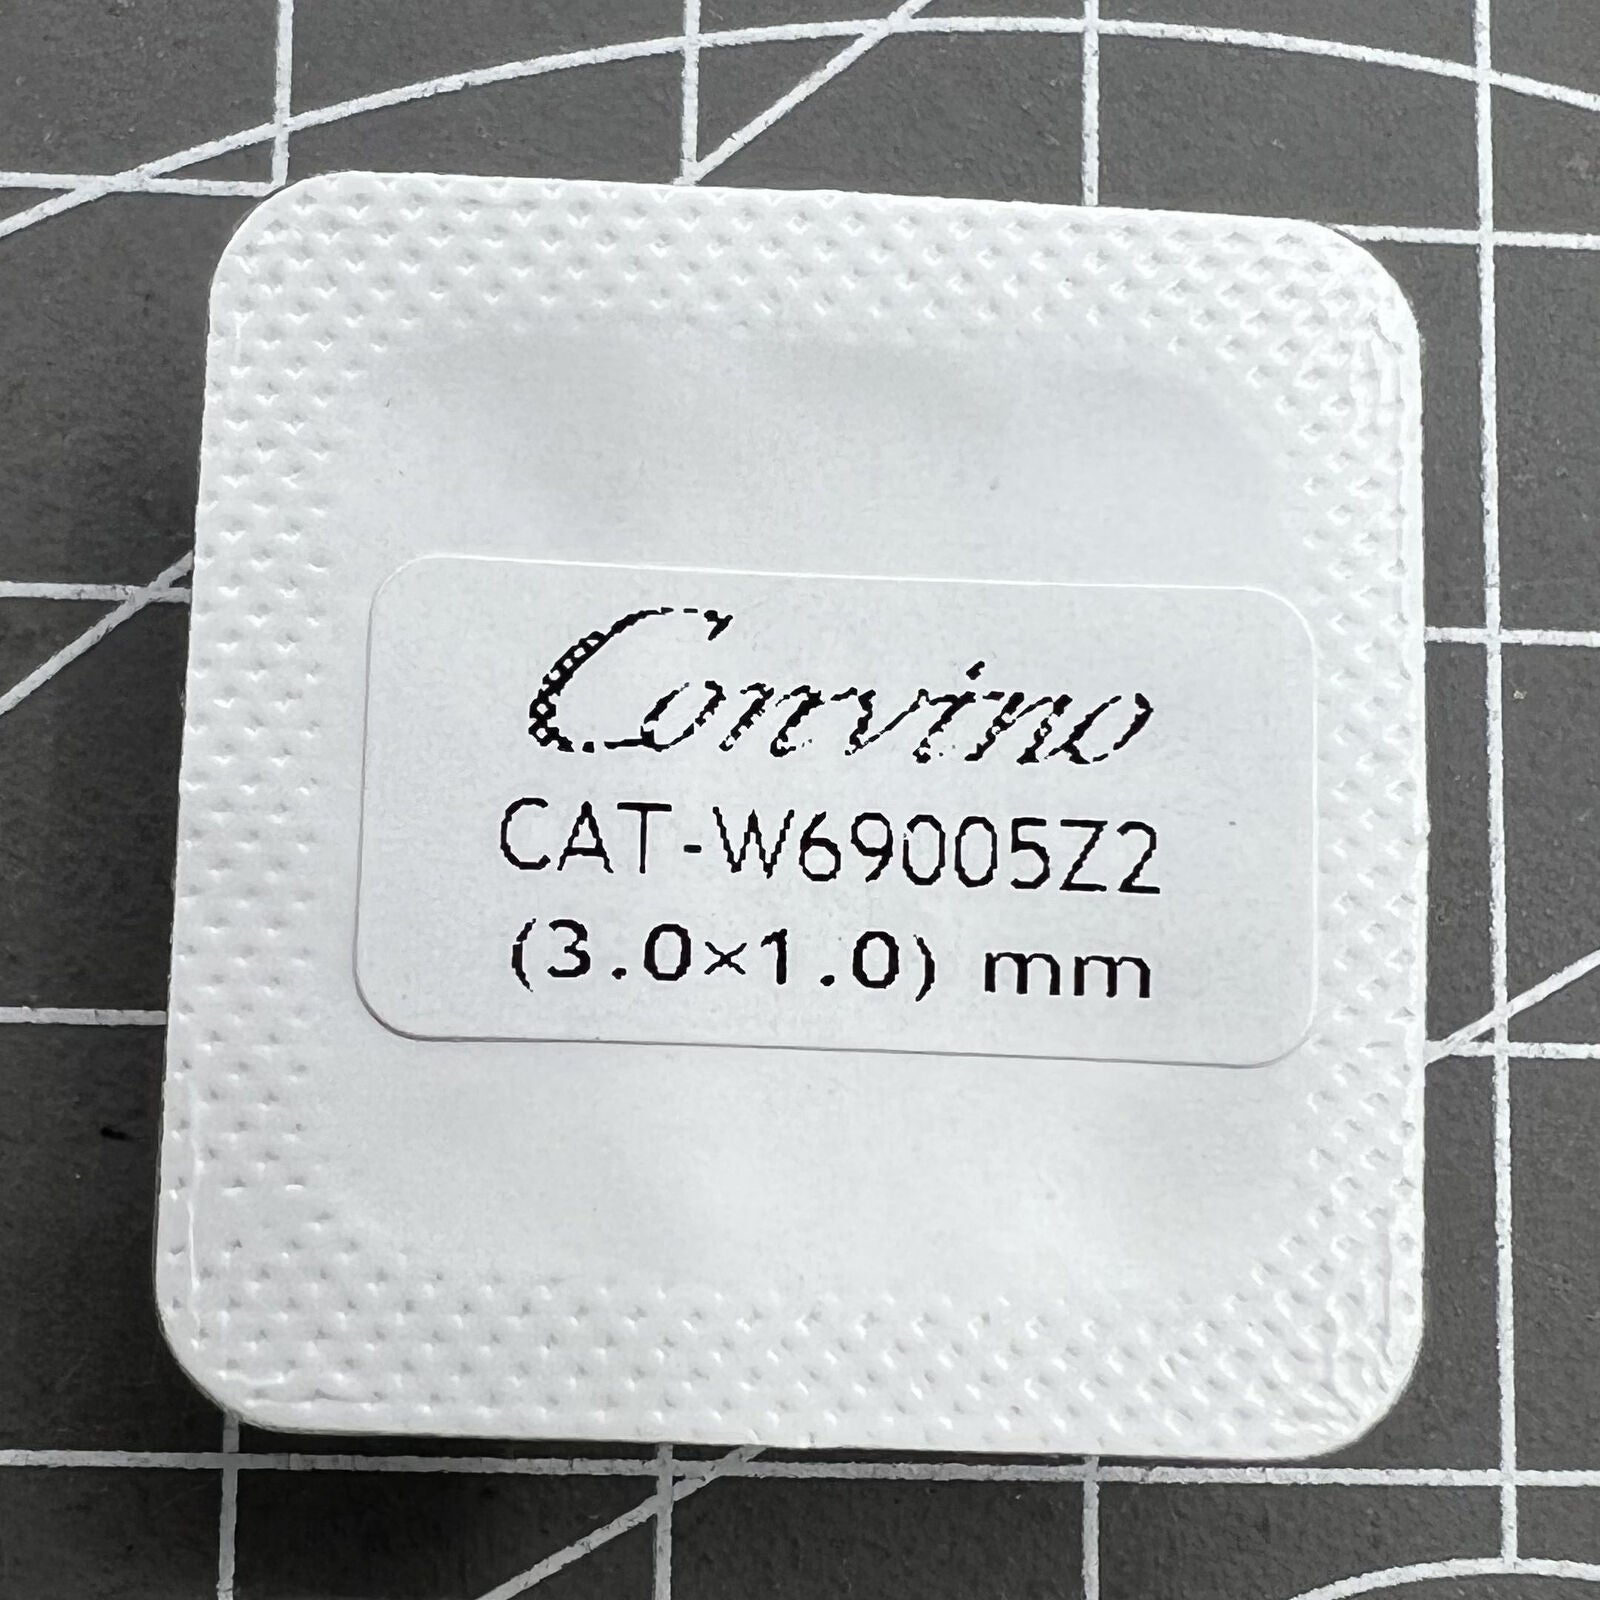 Convino
CAT-W69005Z2
(3.0×1.0) mm